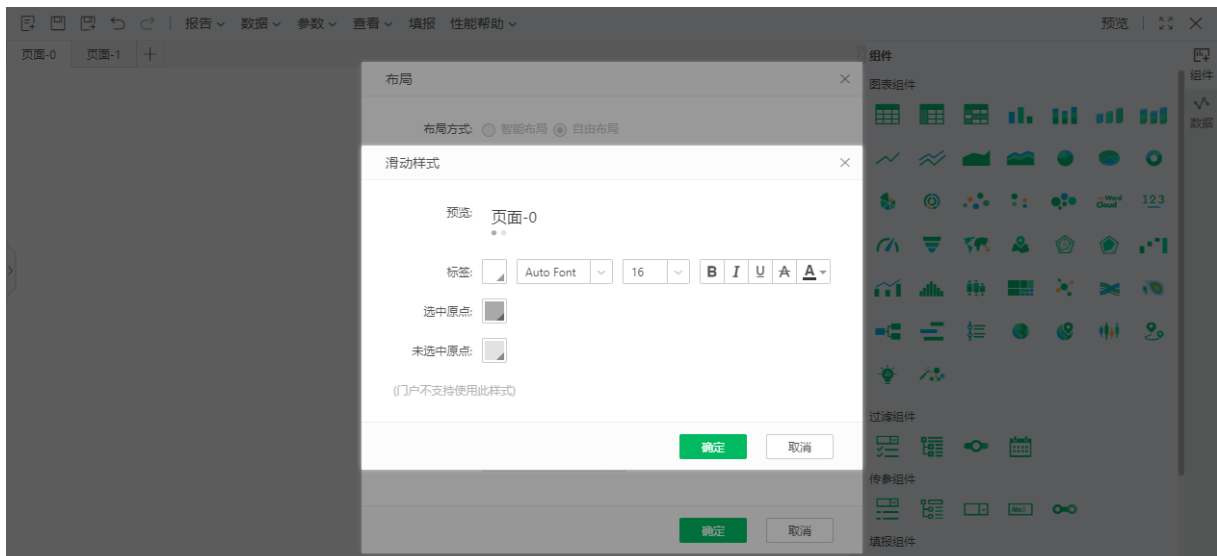 报告 数据 参数 查看 填报 性能帮助 预览
页面-0 页面-1
组件
组件
数据
图表组件
Word Cloud
123
布局
布局方式: 智能布局 自由布局
滑动样式
预览: 页面-0
标签: Auto Font 16 B I U A A
选中原点:
未选中原点:
(门户不支持使用此样式)
确定 取消
确定 取消
过滤组件
传参组件
Abc
填报组件